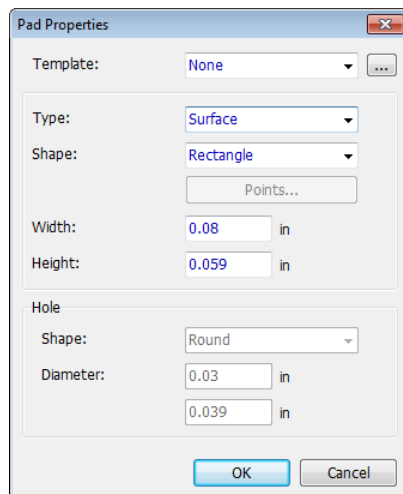 Pad Properties
Template: None ...
Type: Surface
Shape: Rectangle
Points...
Width: 0.08 in
Height: 0.059 in
Hole
Shape: Round
Diameter: 0.03 in
0.039 in
OK Cancel